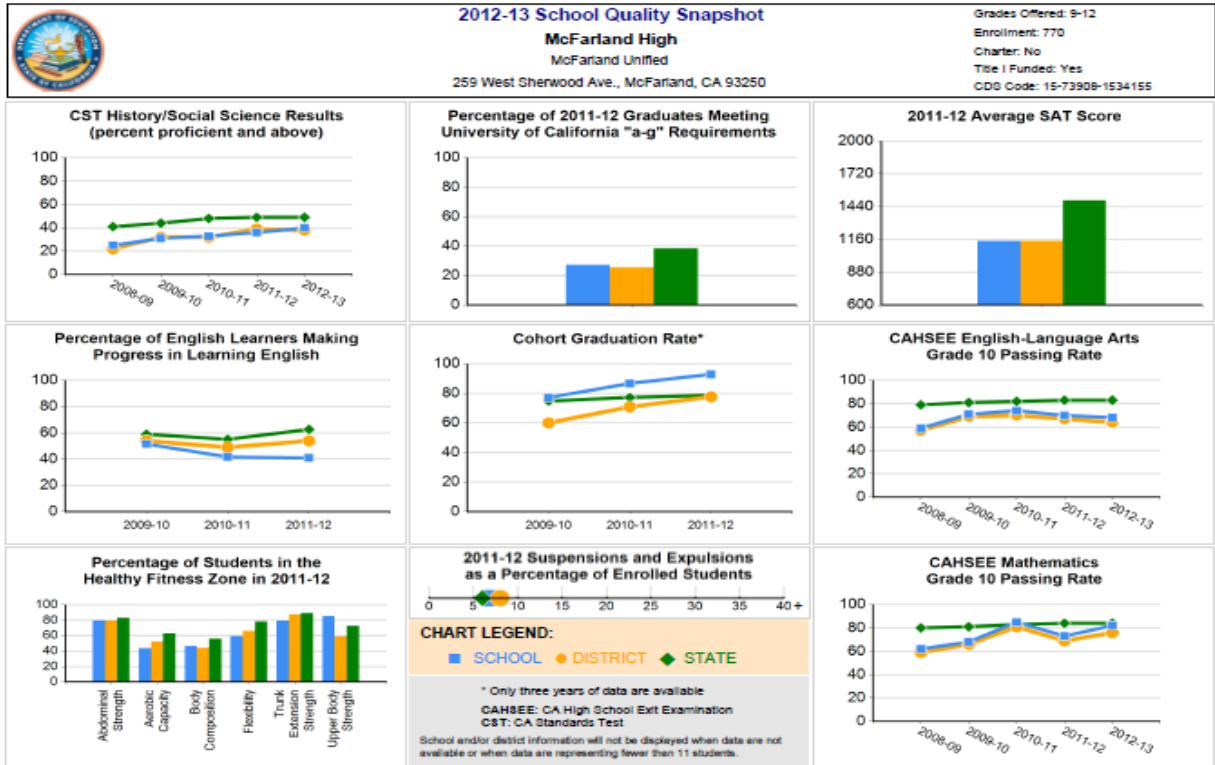 2012-13 School Quality Snapshot
McFarland High
McFarland Unified
259 West Sherwood Ave., McFarland, CA 93250
Grades Offered: 9-12
Enrollment: 770
Charter: No
Title I Funded: Yes
CDS Code: 15-73908-1534155
DEPARTMENT OF EDUCATION
STATE OF CALIFORNIA
CST History/Social Science Results
(percent proficient and above)
100
80
60
40
20
0
2008-09
2009-10
2010-11
2011-12
2012-13
Percentage of 2011-12 Graduates Meeting
University of California "a-g" Requirements
100
80
60
40
20
0
2011-12 Average SAT Score
2000
1720
1440
1160
880
600
Percentage of English Learners Making
Progress in Learning English
100
80
60
40
20
0
2009-10
2010-11
2011-12
Cohort Graduation Rate*
100
80
60
40
20
0
2009-10
2010-11
2011-12
CAHSEE English-Language Arts
Grade 10 Passing Rate
100
80
60
40
20
0
2008-09
2009-10
2010-11
2011-12
2012-13
Percentage of Students in the
Healthy Fitness Zone in 2011-12
100
80
60
40
20
0
Abdominal
Strength
Aerobic
Capacity
Body
Composition
Flexibility
Trunk
Extension
Strength
Upper Body
Strength
2011-12 Suspensions and Expulsions
as a Percentage of Enrolled Students
0 5 10 15 20 25 30 35 40 +
CHART LEGEND:
SCHOOL DISTRICT STATE
* Only three years of data are available
CAHSEE: CA High School Exit Examination
CST: CA Standards Test
School and/or district information will not be displayed when data are not
available or when data are representing fewer than 11 students.
CAHSEE Mathematics
Grade 10 Passing Rate
100
80
60
40
20
0
2008-09
2009-10
2010-11
2011-12
2012-13